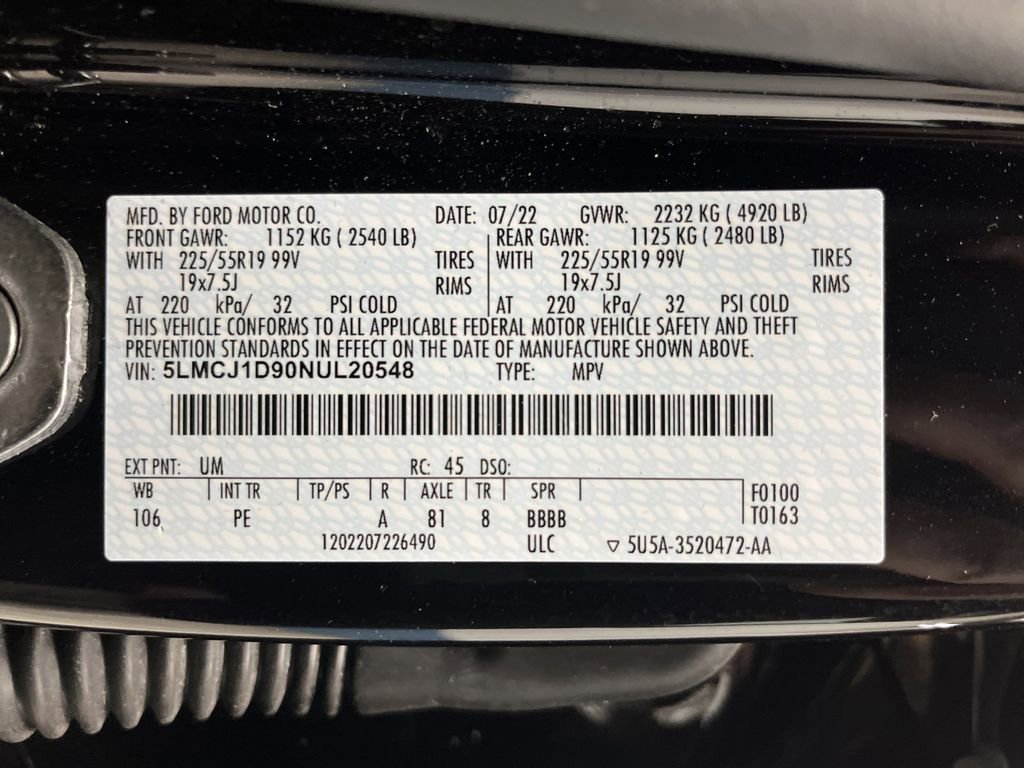 MFD. BY FORD MOTOR CO. DATE: 07/22 GVWR: 2232 KG ( 4920 LB)
FRONT GAWR: 1152 KG ( 2540 LB) REAR GAWR: 1125 KG ( 2480 LB)
WITH 225/55R19 99V TIRES WITH 225/55R19 99V TIRES
19x7.5J RIMS 19x7.5J RIMS
AT 220 kPa/ 32 PSI COLD AT 220 kPa/ 32 PSI COLD
THIS VEHICLE CONFORMS TO ALL APPLICABLE FEDERAL MOTOR VEHICLE SAFETY AND THEFT
PREVENTION STANDARDS IN EFFECT ON THE DATE OF MANUFACTURE SHOWN ABOVE.
VIN: 5LMCJ1D90NUL20548 TYPE: MPV
EXT PNT: UM RC: 45 DSO:
WB INT TR TP/PS R AXLE TR SPR F0100
106 PE A 81 8 BBBB T0163
1202207226490 ULC ▽ 5U5A-3520472-AA